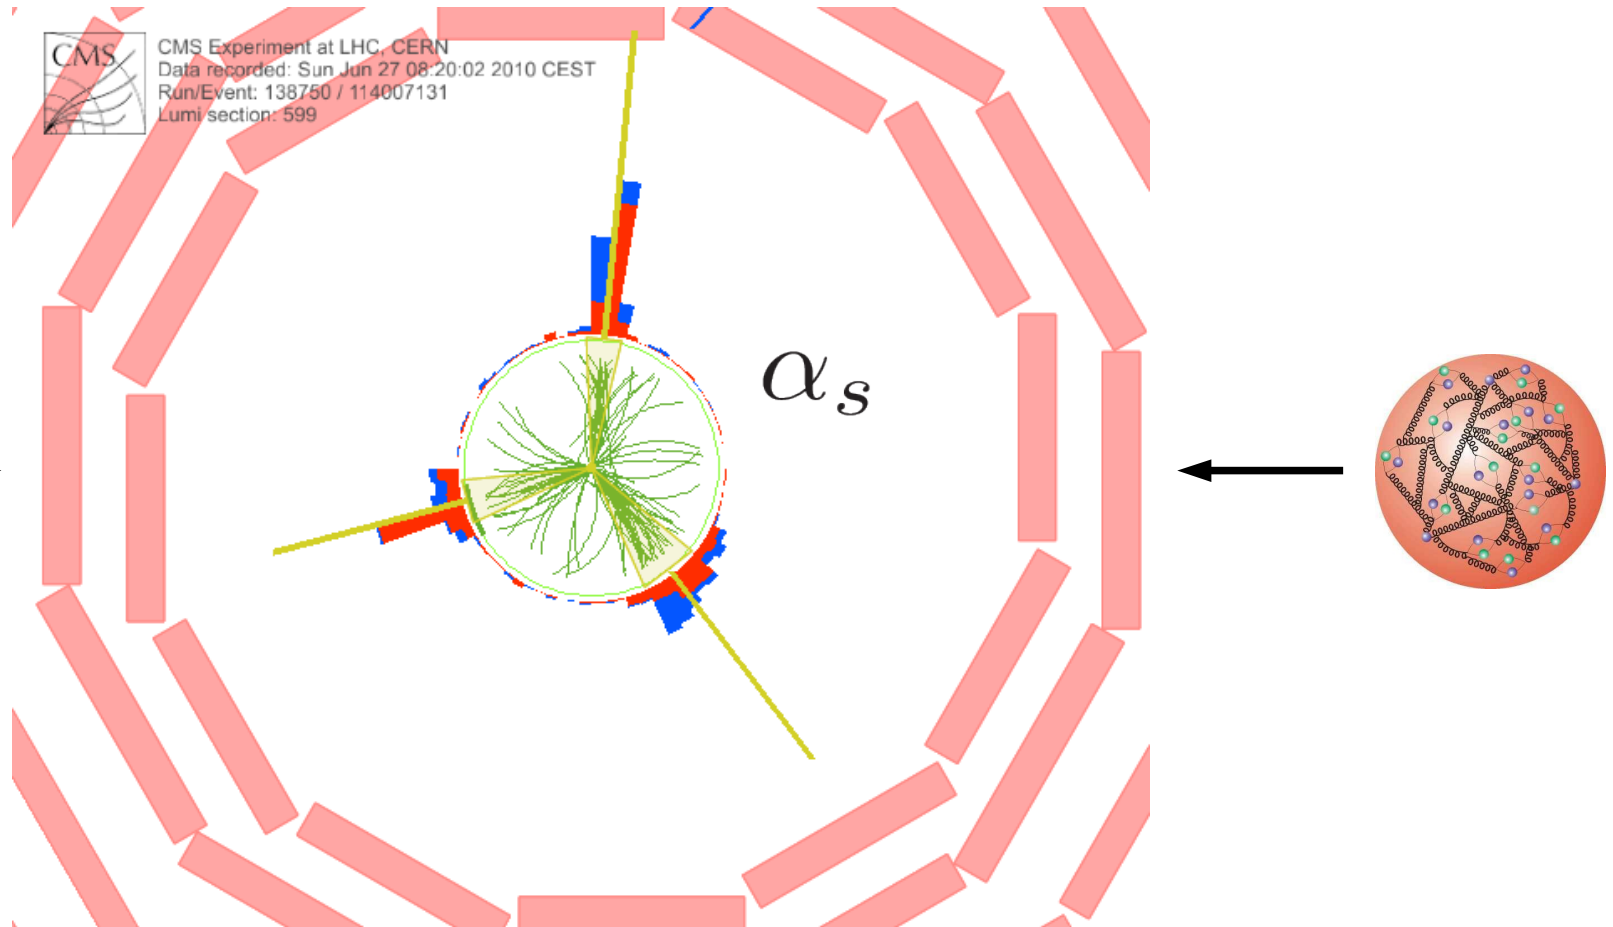 CMS
CMS Experiment at LHC, CERN
Data recorded: Sun Jun 27 08:20:02 2010 CEST
Run/Event: 138750 / 114007131
Lumi section: 599
αs